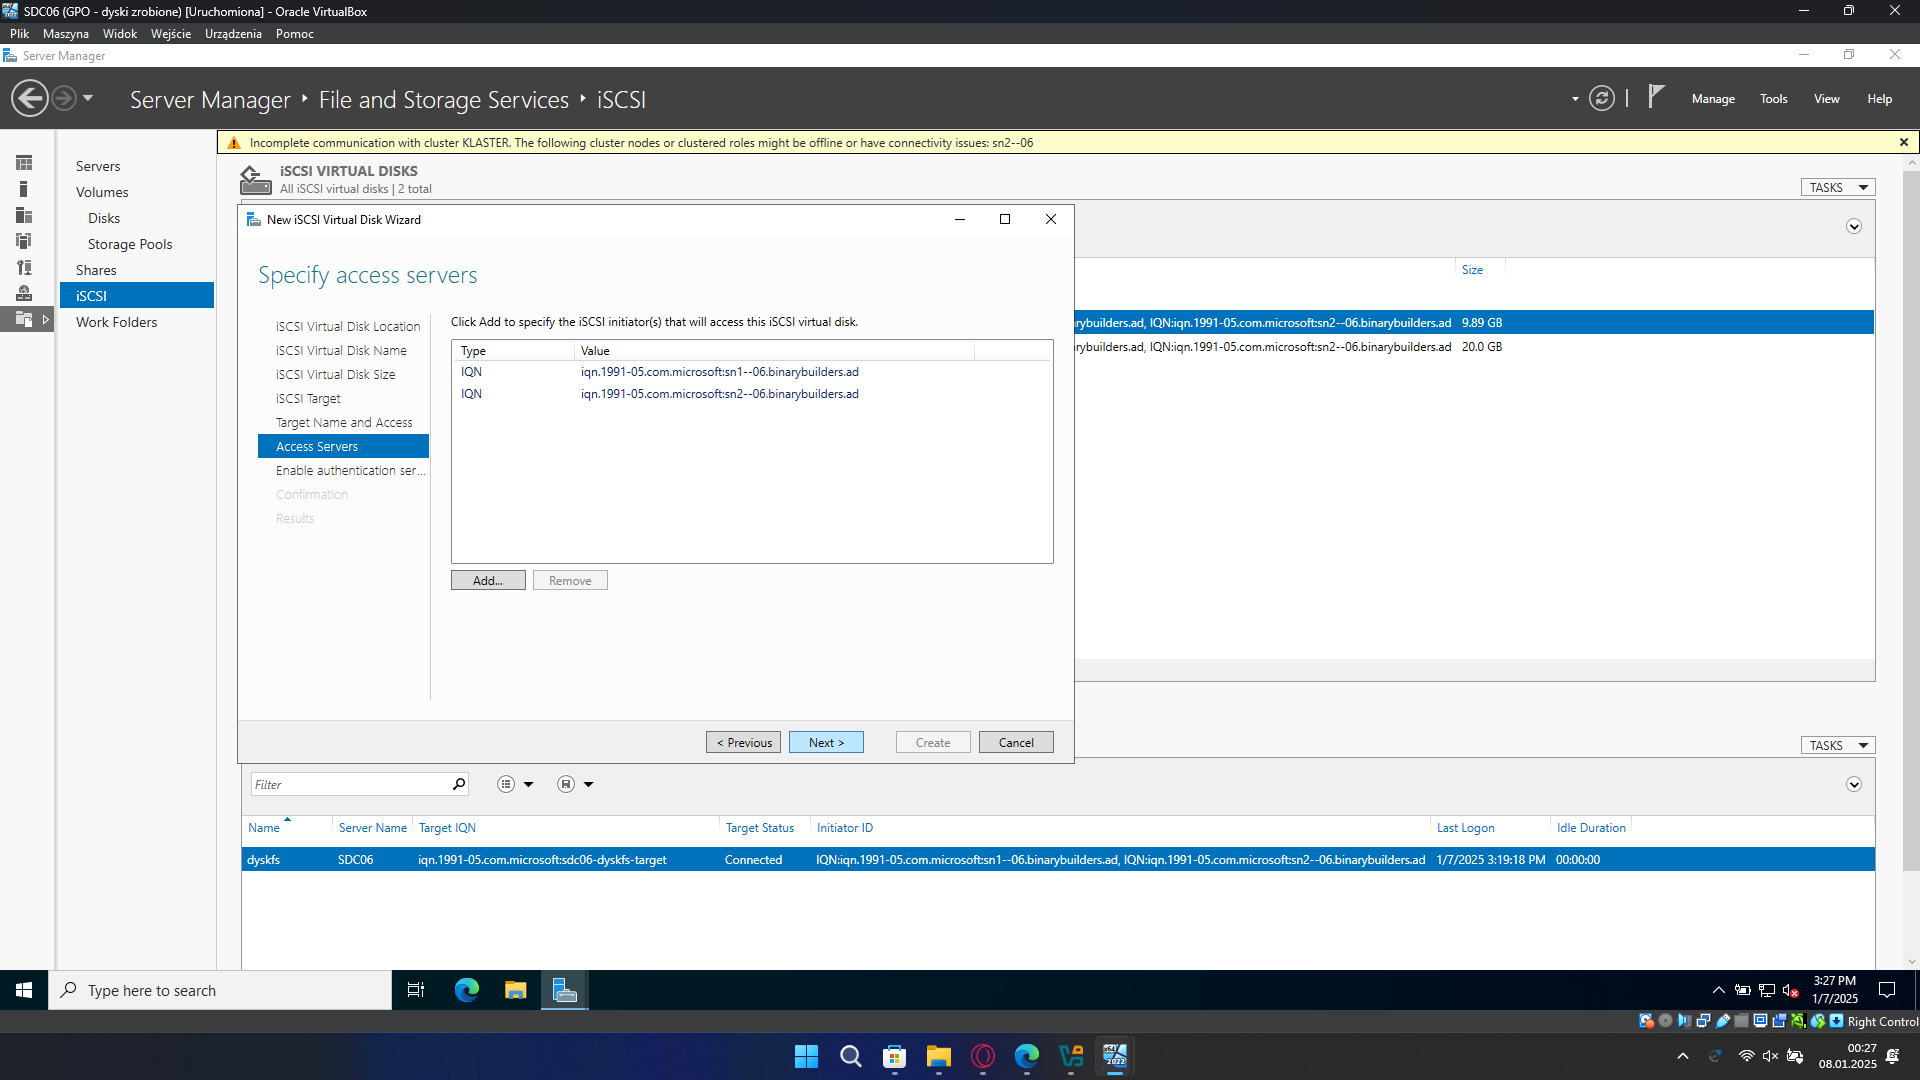 SDC06 (GPO - dyski zrobione) [Uruchomiona] - Oracle VirtualBox
Plik Maszyna Widok Wejście Urządzenia Pomoc
Server Manager
Server Manager ‣ File and Storage Services ‣ iSCSI
Manage Tools View Help
Incomplete communication with cluster KLASTER. The following cluster nodes or clustered roles might be offline or have connectivity issues: sn2--06
Servers
Volumes
Disks
Storage Pools
Shares
iSCSI
Work Folders
iSCSI VIRTUAL DISKS
All iSCSI virtual disks | 2 total
TASKS
Size
rybuilders.ad, IQN:iqn.1991-05.com.microsoft:sn2--06.binarybuilders.ad 9.89 GB
rybuilders.ad, IQN:iqn.1991-05.com.microsoft:sn2--06.binarybuilders.ad 20.0 GB
New iSCSI Virtual Disk Wizard
Specify access servers
iSCSI Virtual Disk Location
iSCSI Virtual Disk Name
iSCSI Virtual Disk Size
iSCSI Target
Target Name and Access
Access Servers
Enable authentication ser...
Confirmation
Results
Click Add to specify the iSCSI initiator(s) that will access this iSCSI virtual disk.
Type Value
IQN iqn.1991-05.com.microsoft:sn1--06.binarybuilders.ad
IQN iqn.1991-05.com.microsoft:sn2--06.binarybuilders.ad
Add... Remove
< Previous Next > Create Cancel
TASKS
Filter
Name Server Name Target IQN Target Status Initiator ID Last Logon Idle Duration
dyskfs SDC06 iqn.1991-05.com.microsoft:sdc06-dyskfs-target Connected IQN:iqn.1991-05.com.microsoft:sn1--06.binarybuilders.ad, IQN:iqn.1991-05.com.microsoft:sn2--06.binarybuilders.ad 1/7/2025 3:19:18 PM 00:00:00
Type here to search
3:27 PM
1/7/2025
Right Control
00:27
08.01.2025